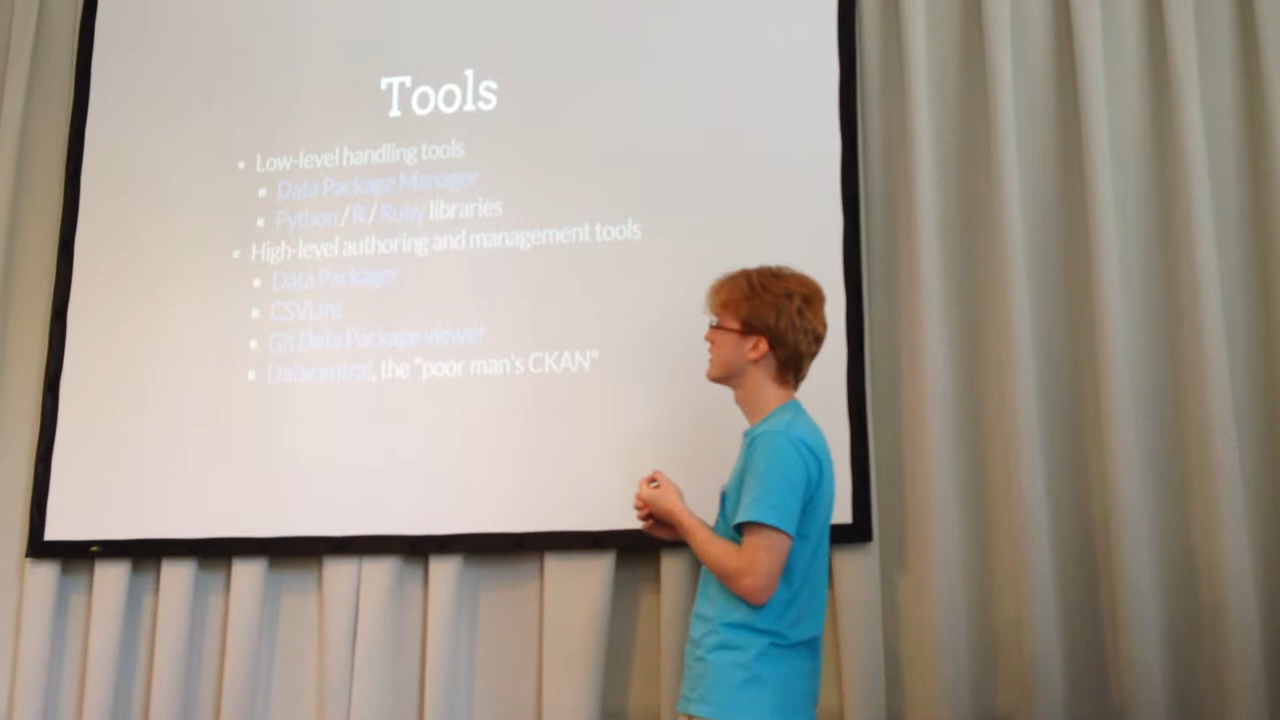 Tools
Low-level handling tools
Data Package Manager
Python / R / Ruby libraries
High-level authoring and management tools
Data Packager
CSVLint
Git Data Package viewer
Datacentral, the "poor man's CKAN"